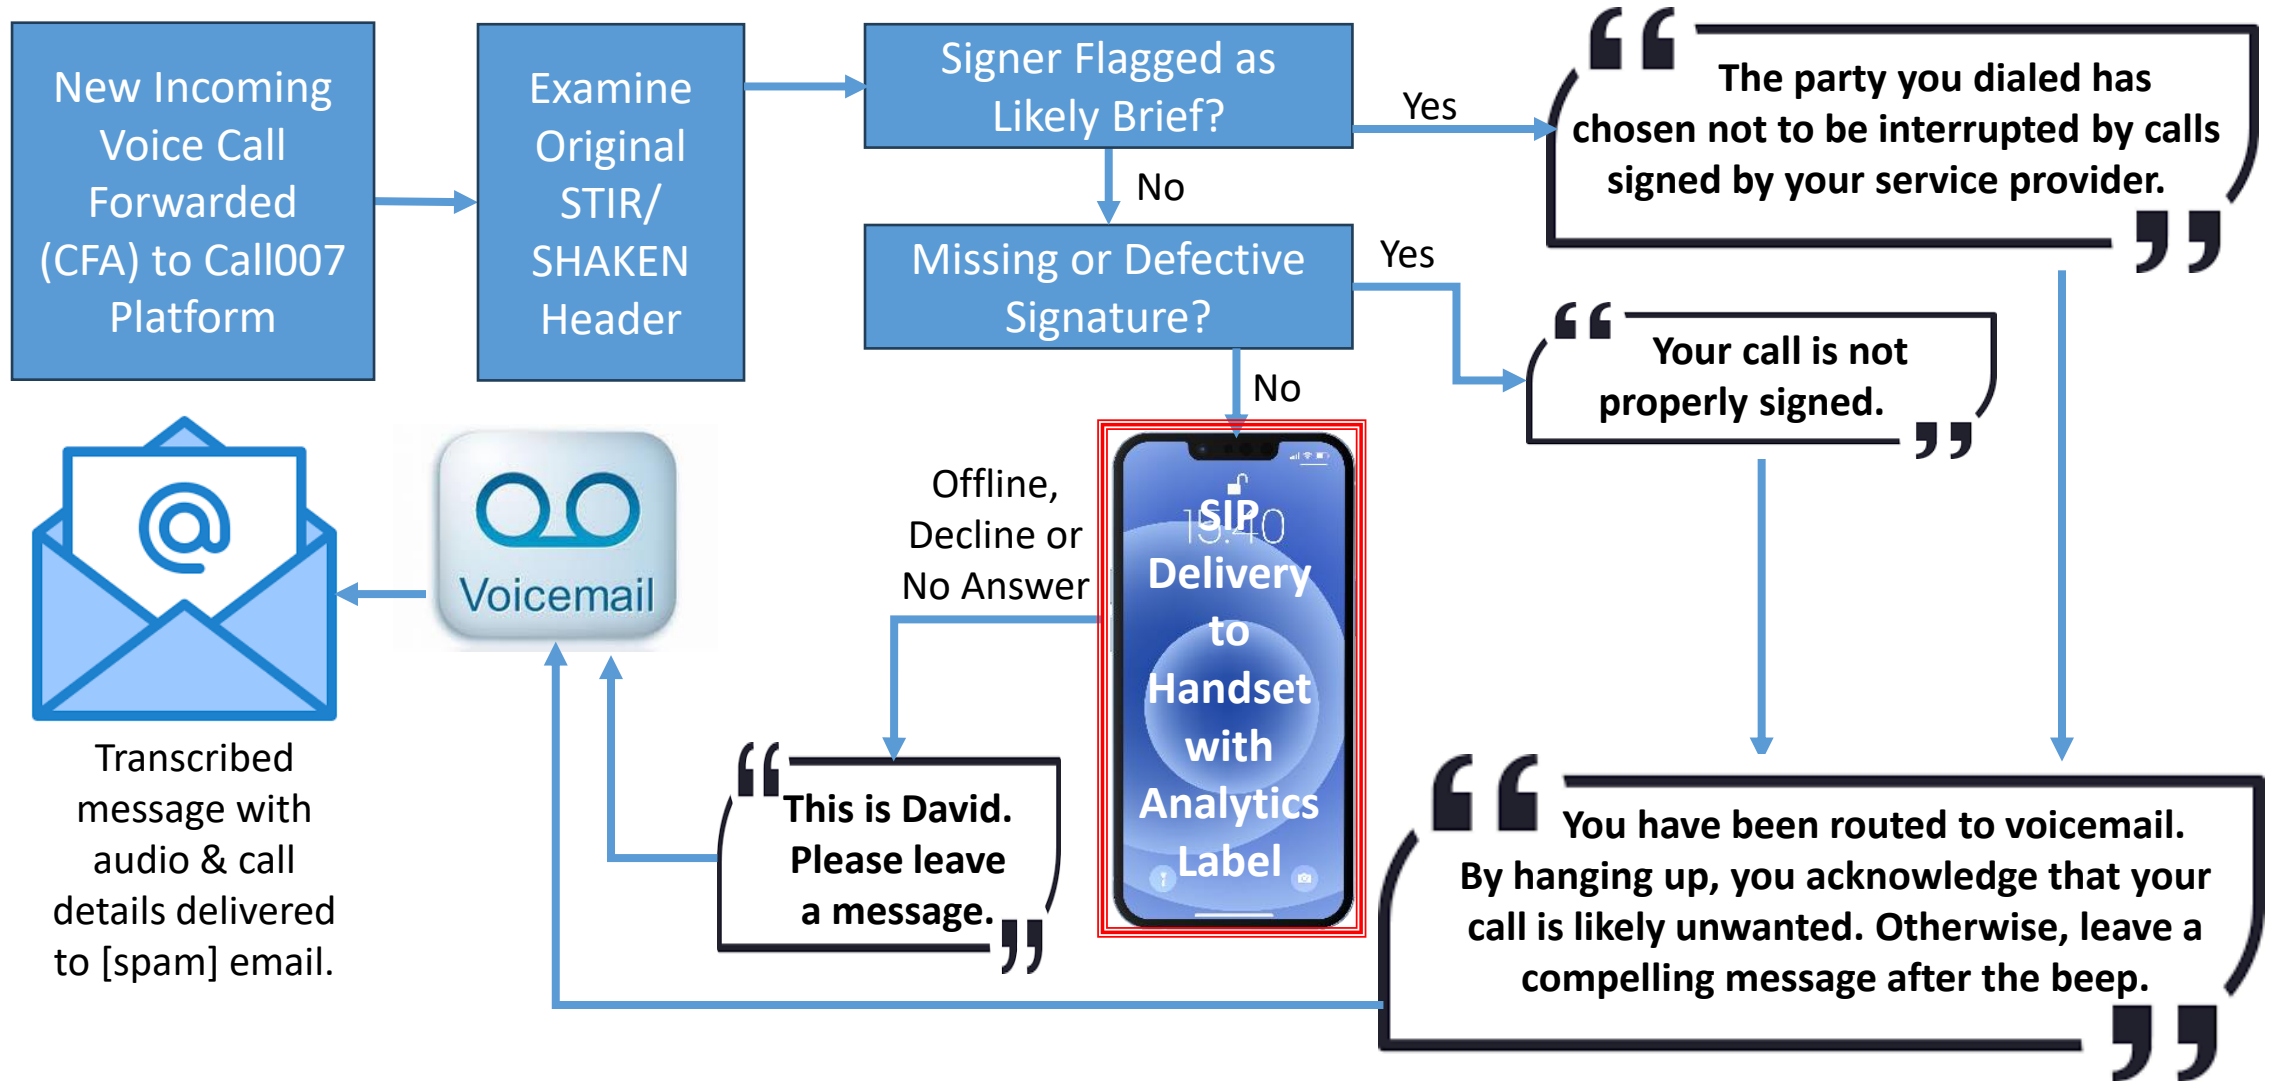 New Incoming
Voice Call
Forwarded
(CFA) to Call007
Platform
Examine
Original
STIR/
SHAKEN
Header
Signer Flagged as
Likely Brief?
Yes
No
The party you dialed has
chosen not to be interrupted by calls
signed by your service provider.
Missing or Defective
Signature?
Yes
No
Your call is not
properly signed.
Offline,
Decline or
No Answer
15:40
SIP
Delivery
to
Handset
with
Analytics
Label
@
Voicemail
Transcribed
message with
audio & call
details delivered
to [spam] email.
This is David.
Please leave
a message.
You have been routed to voicemail.
By hanging up, you acknowledge that your
call is likely unwanted. Otherwise, leave a
compelling message after the beep.